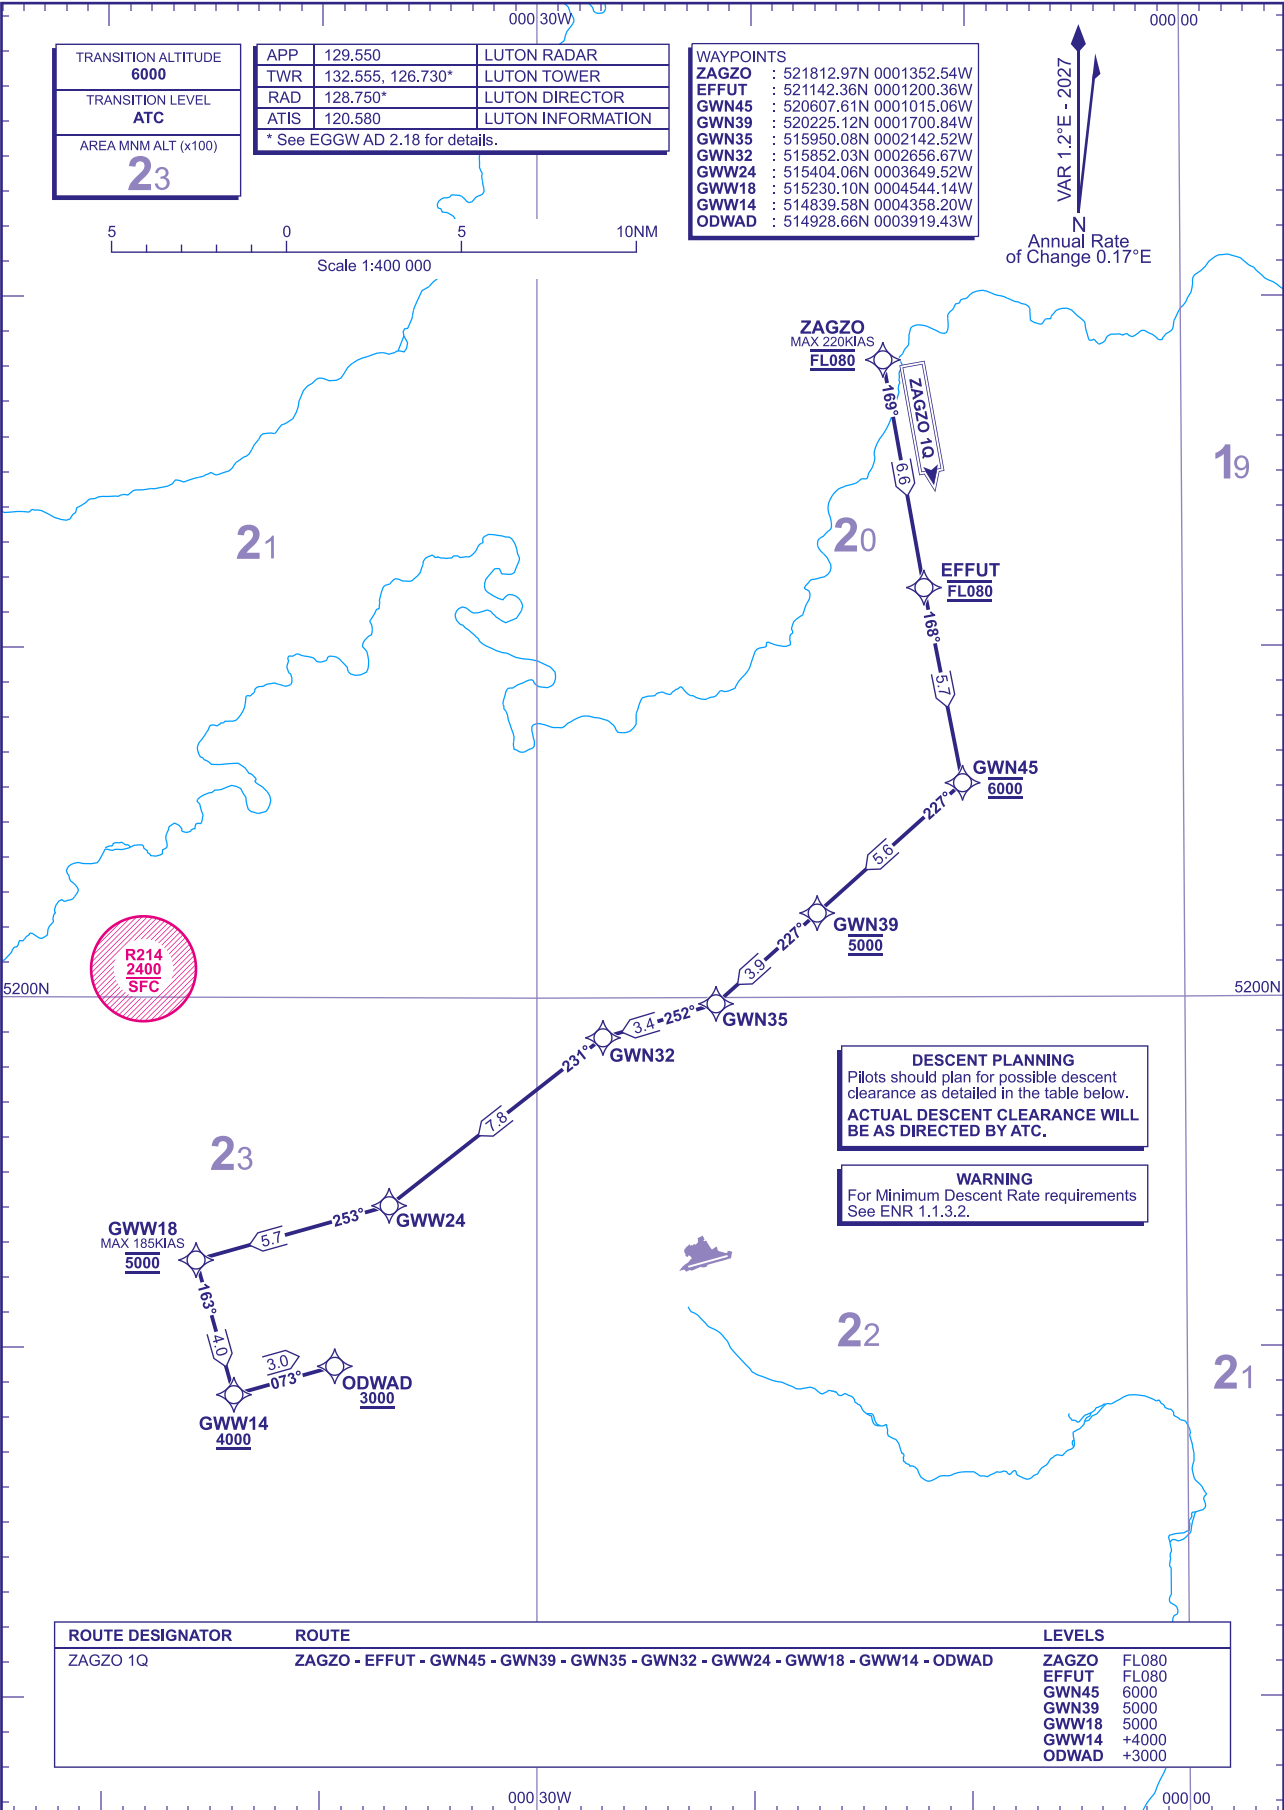 000 30W
000 00
TRANSITION ALTITUDE
6000
TRANSITION LEVEL
ATC
AREA MNM ALT (x100)
23
APP 129.550 LUTON RADAR
TWR 132.555, 126.730* LUTON TOWER
RAD 128.750* LUTON DIRECTOR
ATIS 120.580 LUTON INFORMATION
* See EGGW AD 2.18 for details.
WAYPOINTS
ZAGZO : 521812.97N 0001352.54W
EFFUT : 521142.36N 0001200.36W
GWN45 : 520607.61N 0001015.06W
GWN39 : 520225.12N 0001700.84W
GWN35 : 515950.08N 0002142.52W
GWN32 : 515852.03N 0002656.67W
GWW24 : 515404.06N 0003649.52W
GWW18 : 515230.10N 0004544.14W
GWW14 : 514839.58N 0004358.20W
ODWAD : 514928.66N 0003919.43W
VAR 1.2°E - 2027
N
Annual Rate
of Change 0.17°E
5 0 5 10NM
Scale 1:400 000
ZAGZO
MAX 220KIAS
FL080
169°
ZAGZO 1Q
6.6
19
21
20
EFFUT
FL080
168°
5.7
GWN45
6000
227°
5.6
GWN39
5000
227°
3.9
R214
2400
SFC
5200N
5200N
GWN35
252°
3.4
GWN32
231°
7.8
DESCENT PLANNING
Pilots should plan for possible descent
clearance as detailed in the table below.
ACTUAL DESCENT CLEARANCE WILL
BE AS DIRECTED BY ATC.
WARNING
For Minimum Descent Rate requirements
See ENR 1.1.3.2.
23
GWW24
253°
5.7
GWW18
MAX 185KIAS
5000
163°
4.0
22
21
3.0
073°
ODWAD
3000
GWW14
4000
ROUTE DESIGNATOR ROUTE LEVELS
ZAGZO 1Q ZAGZO - EFFUT - GWN45 - GWN39 - GWN35 - GWN32 - GWW24 - GWW18 - GWW14 - ODWAD ZAGZO FL080
EFFUT FL080
GWN45 6000
GWN39 5000
GWW18 5000
GWW14 +4000
ODWAD +3000
000 30W
000 00